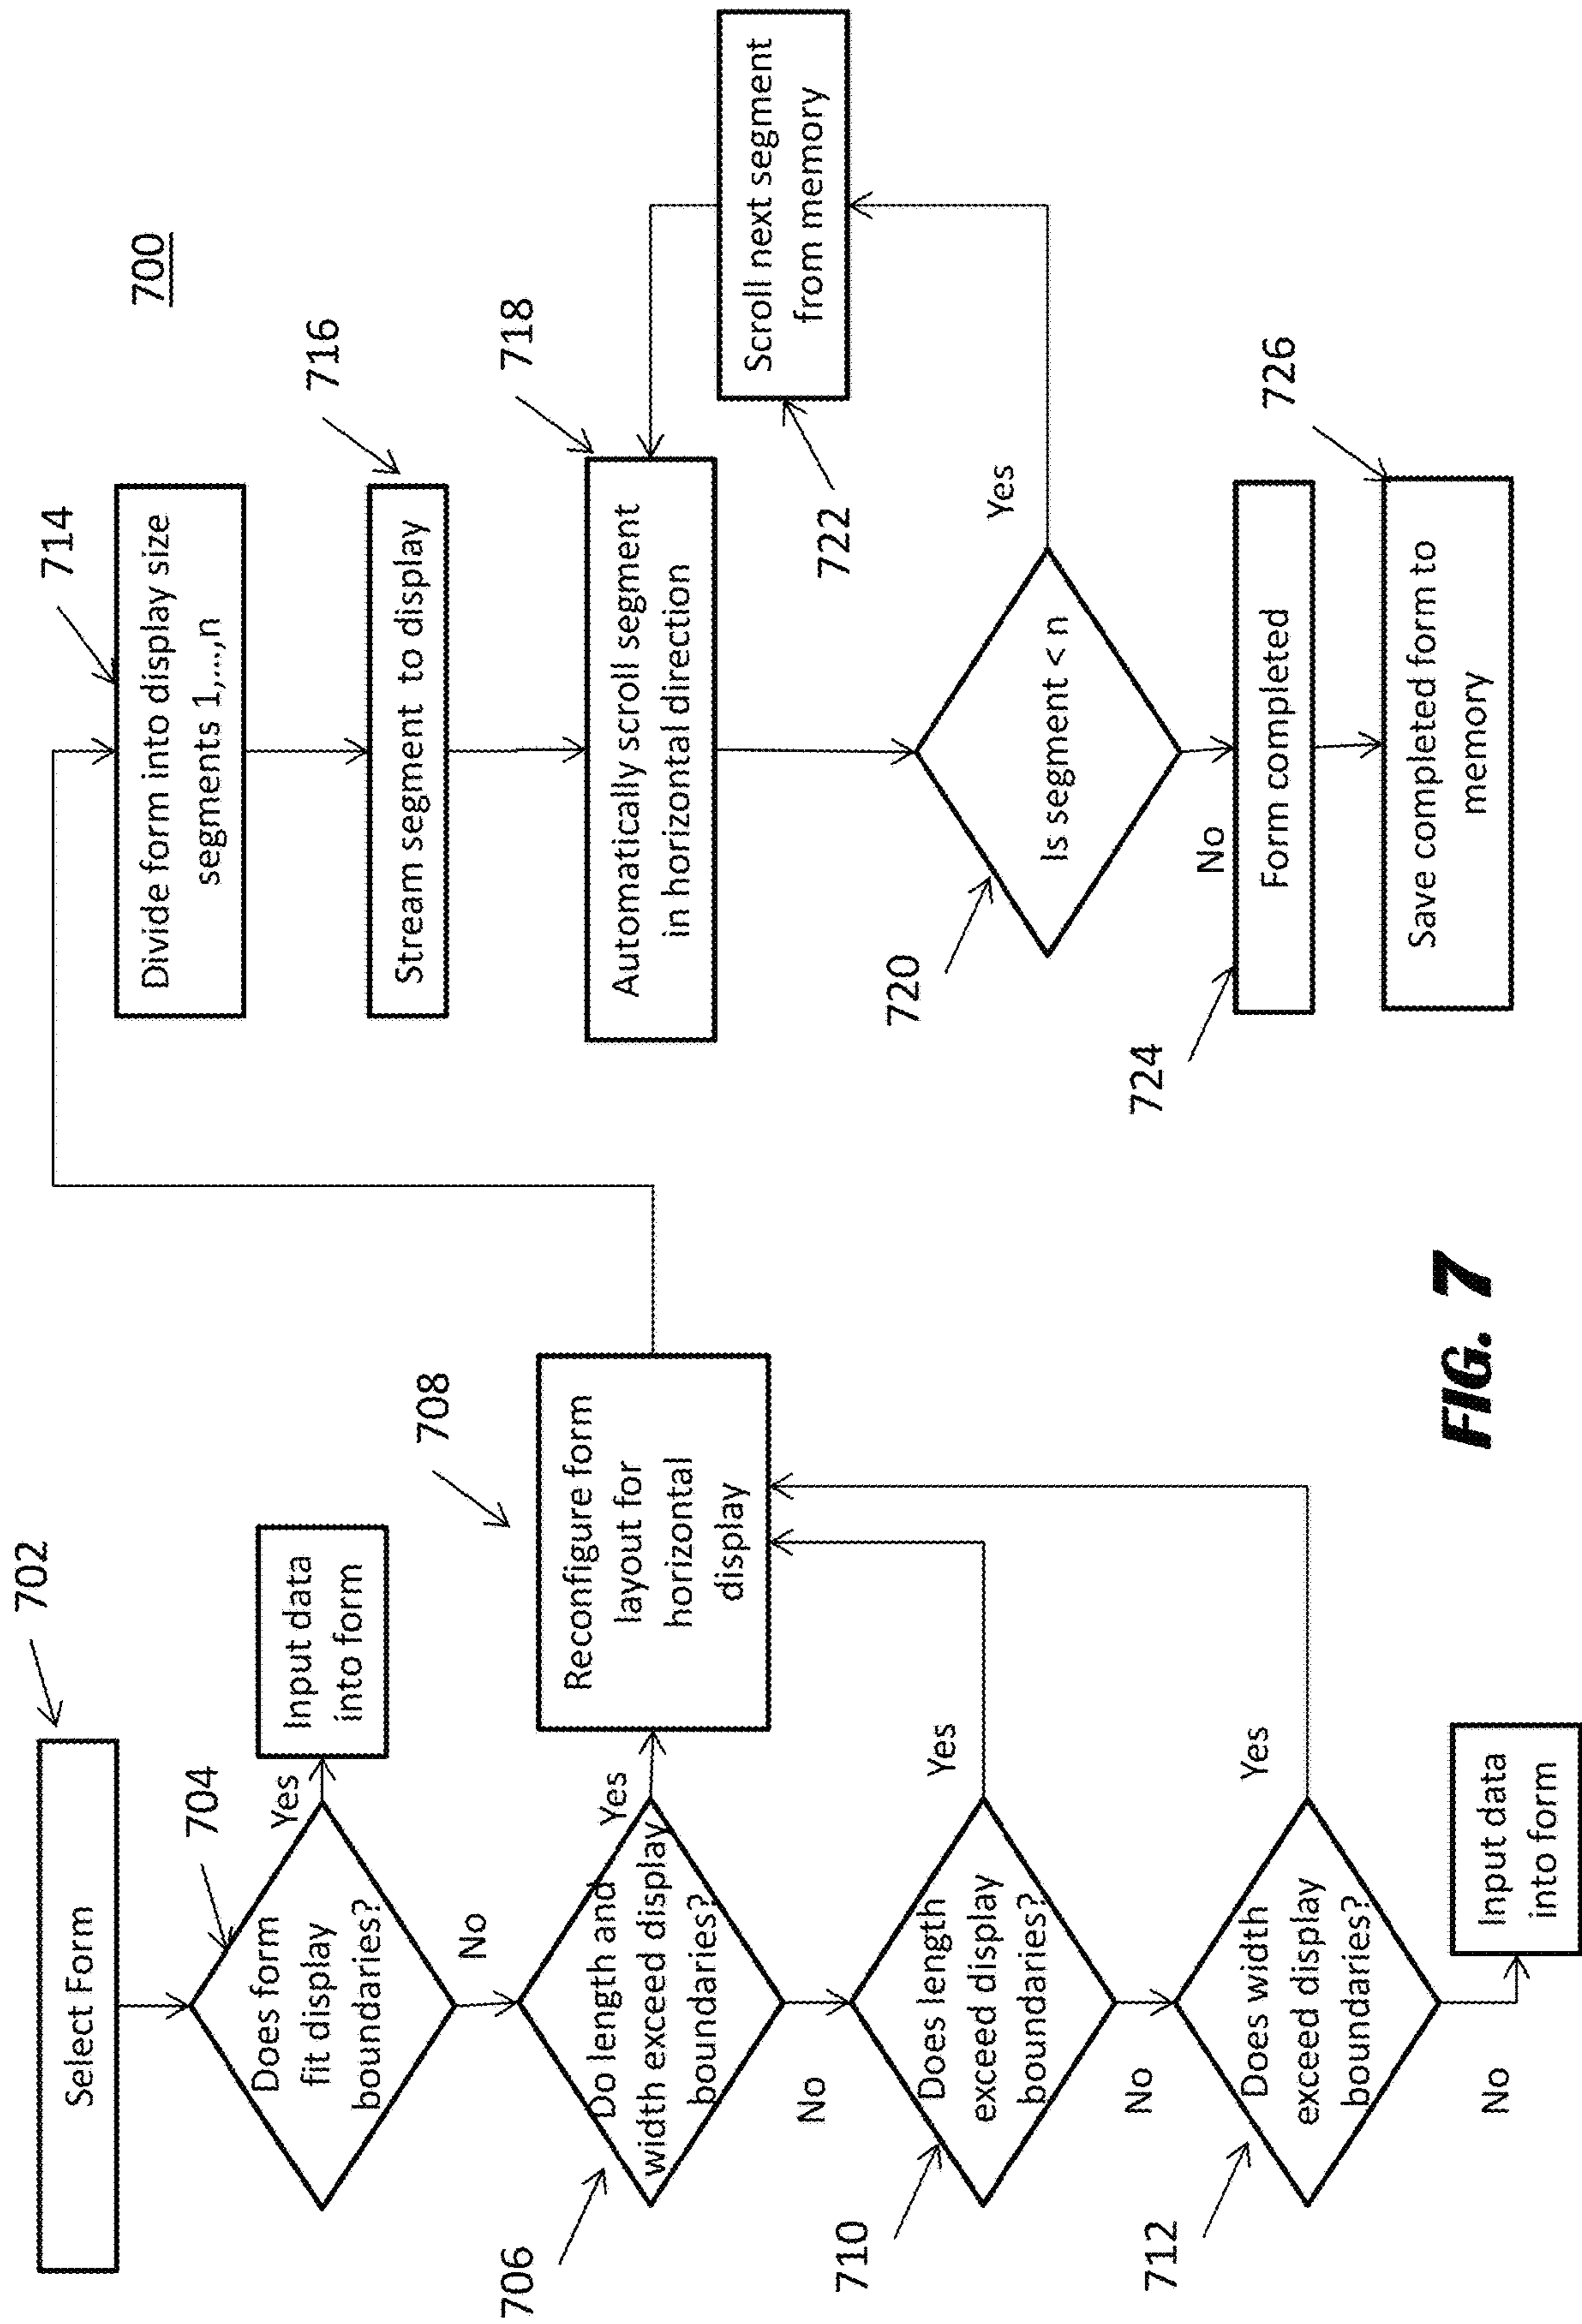 700
702
Select Form
704
Does form
fit display
boundaries?
Yes
Input data
into form
No
706
Do length and
width exceed display
boundaries?
Yes
708
Reconfigure form
layout for
horizontal
display
No
710
Does length
exceed display
boundaries?
Yes
No
712
Does width
exceed display
boundaries?
Yes
No
Input data
into form
714
Divide form into display size
segments 1,...,n
716
Stream segment to display
718
Automatically scroll segment
in horizontal direction
720
Is segment < n
Yes
722
Scroll next segment
from memory
No
724
Form completed
726
Save completed form to
memory
FIG. 7